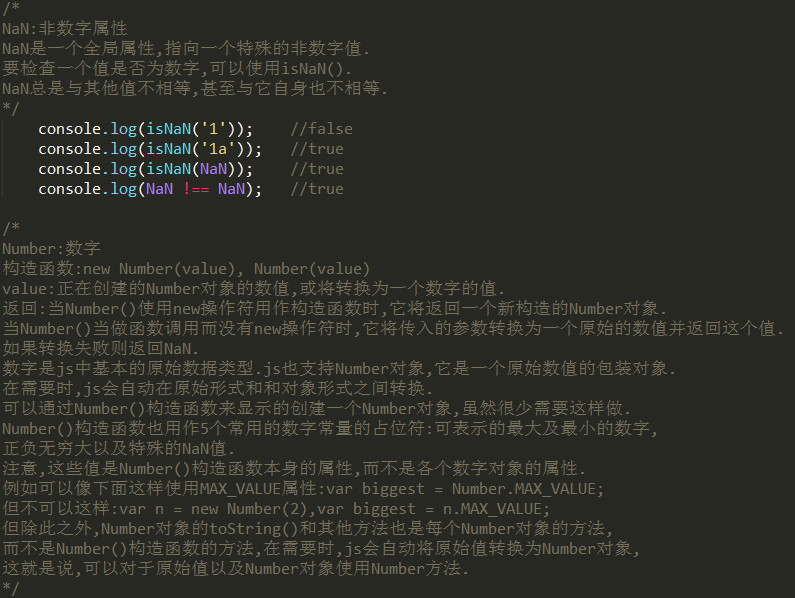 /*
NaN:非数字属性
NaN是一个全局属性,指向一个特殊的非数字值.
要检查一个值是否为数字,可以使用isNaN().
NaN总是与其他值不相等,甚至与它自身也不相等.
*/
    console.log(isNaN('1'));    //false
    console.log(isNaN('1a'));   //true
    console.log(isNaN(NaN));    //true
    console.log(NaN !== NaN);   //true

/*
Number:数字
构造函数:new Number(value), Number(value)
value:正在创建的Number对象的数值,或将转换为一个数字的值.
返回:当Number()使用new操作符用作构造函数时,它将返回一个新构造的Number对象.
当Number()当做函数调用而没有new操作符时,它将传入的参数转换为一个原始的数值并返回这个值.
如果转换失败则返回NaN.
数字是js中基本的原始数据类型.js也支持Number对象,它是一个原始数值的包装对象.
在需要时,js会自动在原始形式和和对象形式之间转换.
可以通过Number()构造函数来显示的创建一个Number对象,虽然很少需要这样做.
Number()构造函数也用作5个常用的数字常量的占位符:可表示的最大及最小的数字,
正负无穷大以及特殊的NaN值.
注意,这些值是Number()构造函数本身的属性,而不是各个数字对象的属性.
例如可以像下面这样使用MAX_VALUE属性:var biggest = Number.MAX_VALUE;
但不可以这样:var n = new Number(2),var biggest = n.MAX_VALUE;
但除此之外,Number对象的toString()和其他方法也是每个Number对象的方法,
而不是Number()构造函数的方法,在需要时,js会自动将原始值转换为Number对象,
这就是说,可以对于原始值以及Number对象使用Number方法.
*/